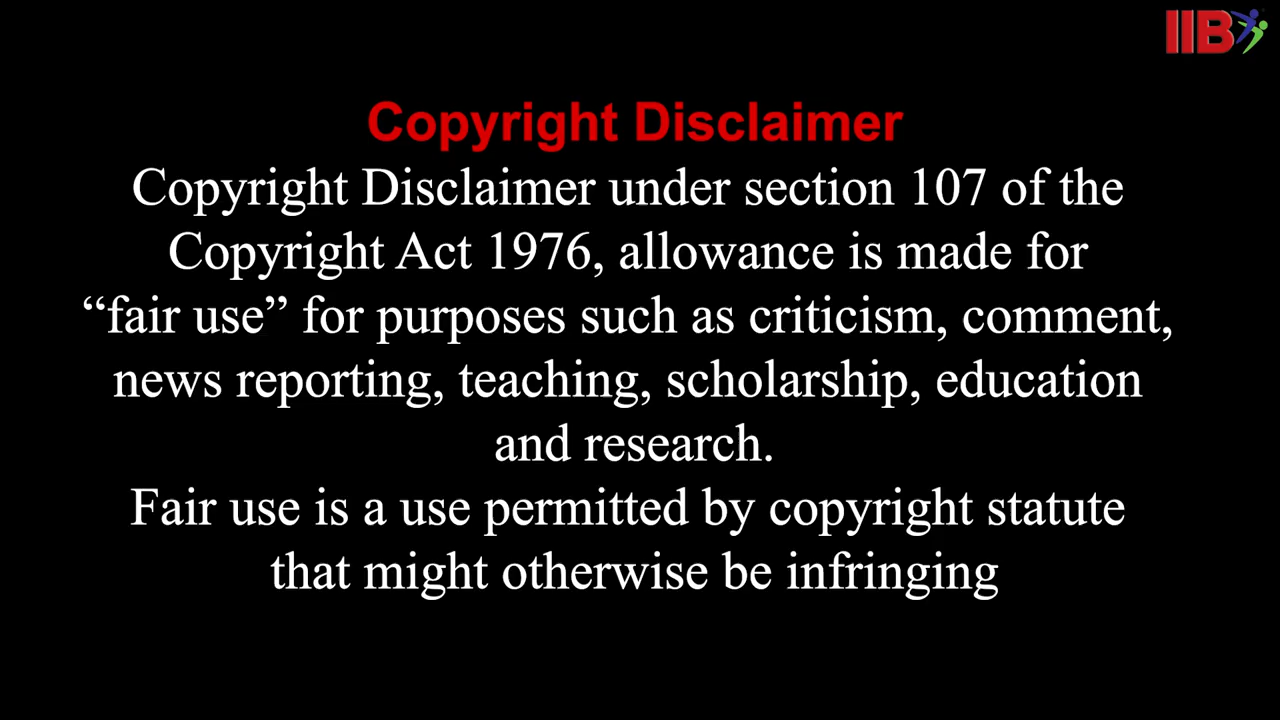 IIB
Copyright Disclaimer
Copyright Disclaimer under section 107 of the
Copyright Act 1976, allowance is made for
“fair use” for purposes such as criticism, comment,
news reporting, teaching, scholarship, education
and research.
Fair use is a use permitted by copyright statute
that might otherwise be infringing